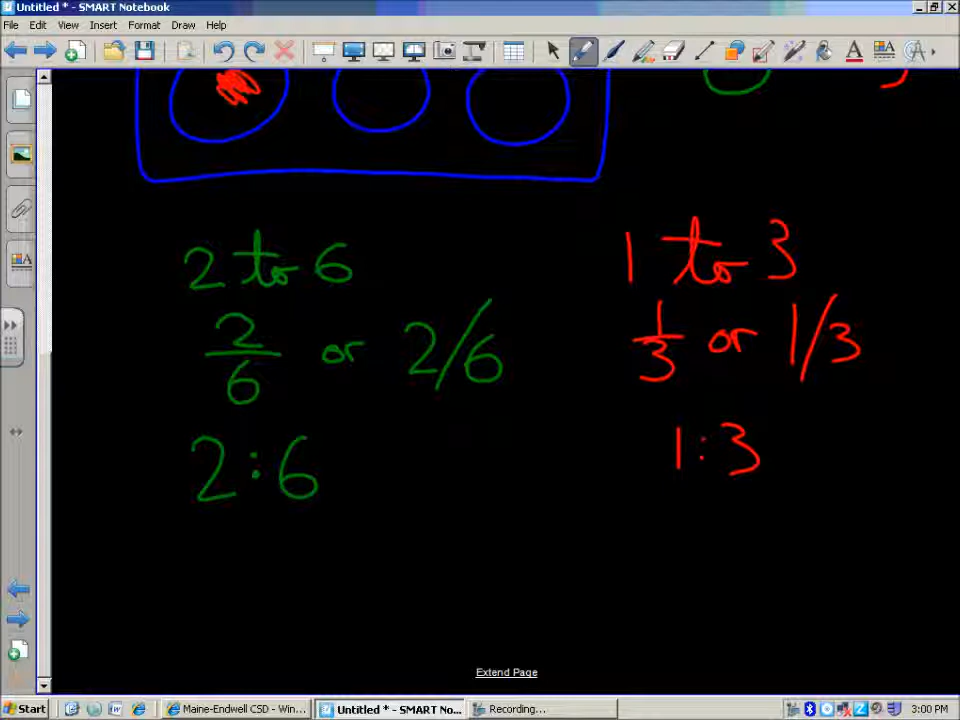 Untitled * - SMART Notebook
File Edit View Insert Format Draw Help
2 to 6
1 to 3
2/6 or 2/6
1/3 or 1/3
2:6
1:3
Extend Page
Start
Maine-Endwell CSD - Win...
Untitled * - SMART No...
Recording...
3:00 PM